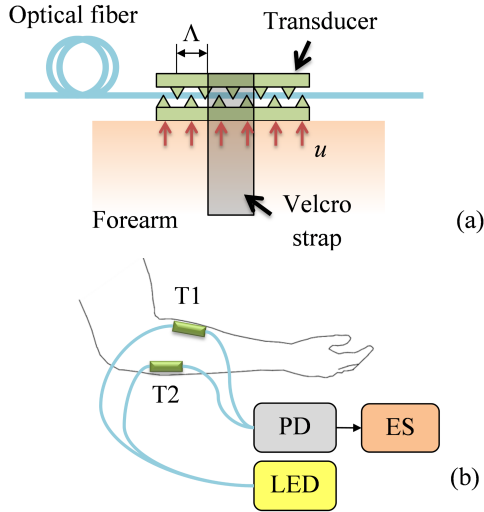 Optical fiber
Transducer
Λ
u
Forearm
Velcro
strap
(a)
T1
T2
PD
ES
LED
(b)